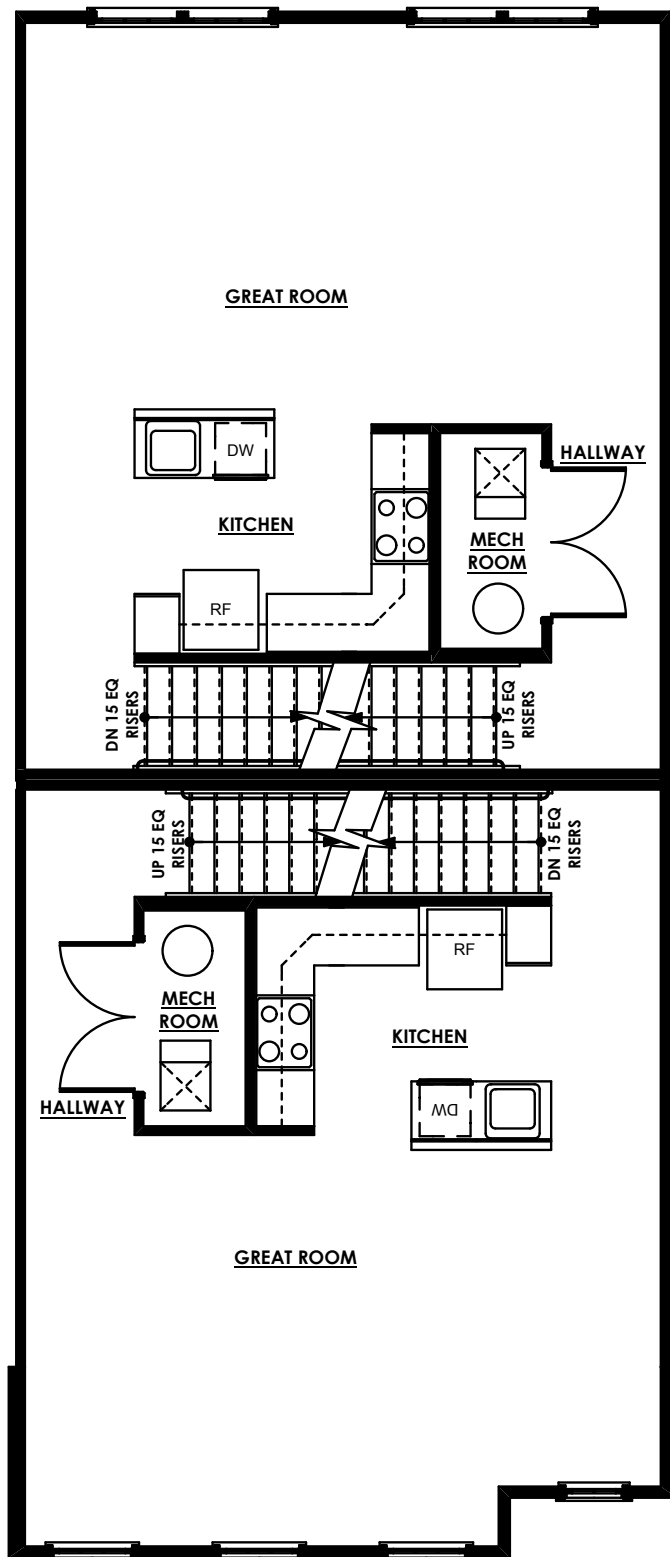 GREAT ROOM
DW
HALLWAY
KITCHEN
MECH
ROOM
RF
DN 15 EQ
RISERS
UP 15 EQ
RISERS
UP 15 EQ
RISERS
DN 15 EQ
RISERS
RF
MECH
ROOM
KITCHEN
HALLWAY
DW
GREAT ROOM